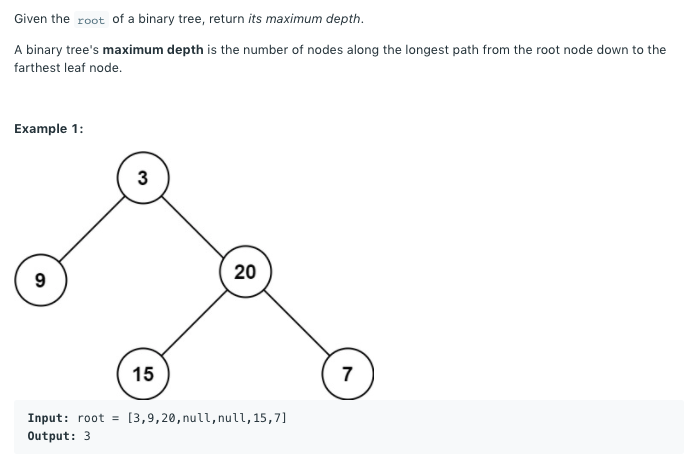 Given the root of a binary tree, return its maximum depth.
A binary tree's maximum depth is the number of nodes along the longest path from the root node down to the
farthest leaf node.
Example 1:
3
9
20
15
7
Input: root = [3,9,20,null,null,15,7]
Output: 3